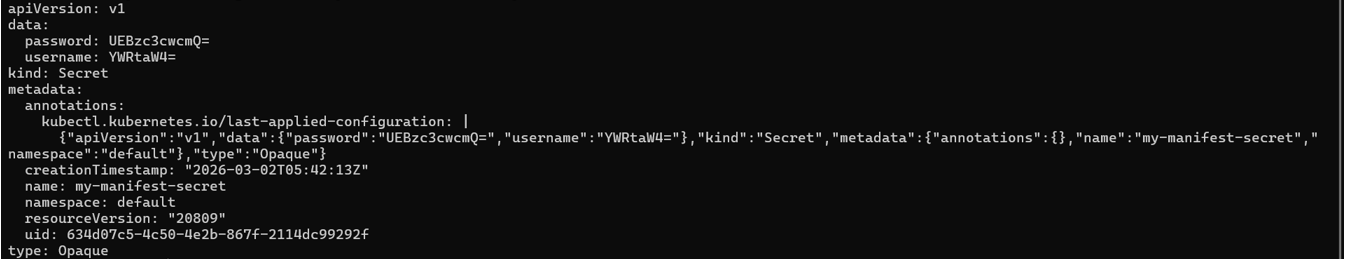 apiVersion: v1
data:
  password: UEBzc3cwcmQ=
  username: YWRtaW4=
kind: Secret
metadata:
  annotations:
    kubectl.kubernetes.io/last-applied-configuration: |
      {"apiVersion":"v1","data":{"password":"UEBzc3cwcmQ=","username":"YWRtaW4="},"kind":"Secret","metadata":{"annotations":{},"name":"my-manifest-secret","
namespace":"default"},"type":"Opaque"}
  creationTimestamp: "2026-03-02T05:42:13Z"
  name: my-manifest-secret
  namespace: default
  resourceVersion: "20809"
  uid: 634d07c5-4c50-4e2b-867f-2114dc99292f
type: Opaque